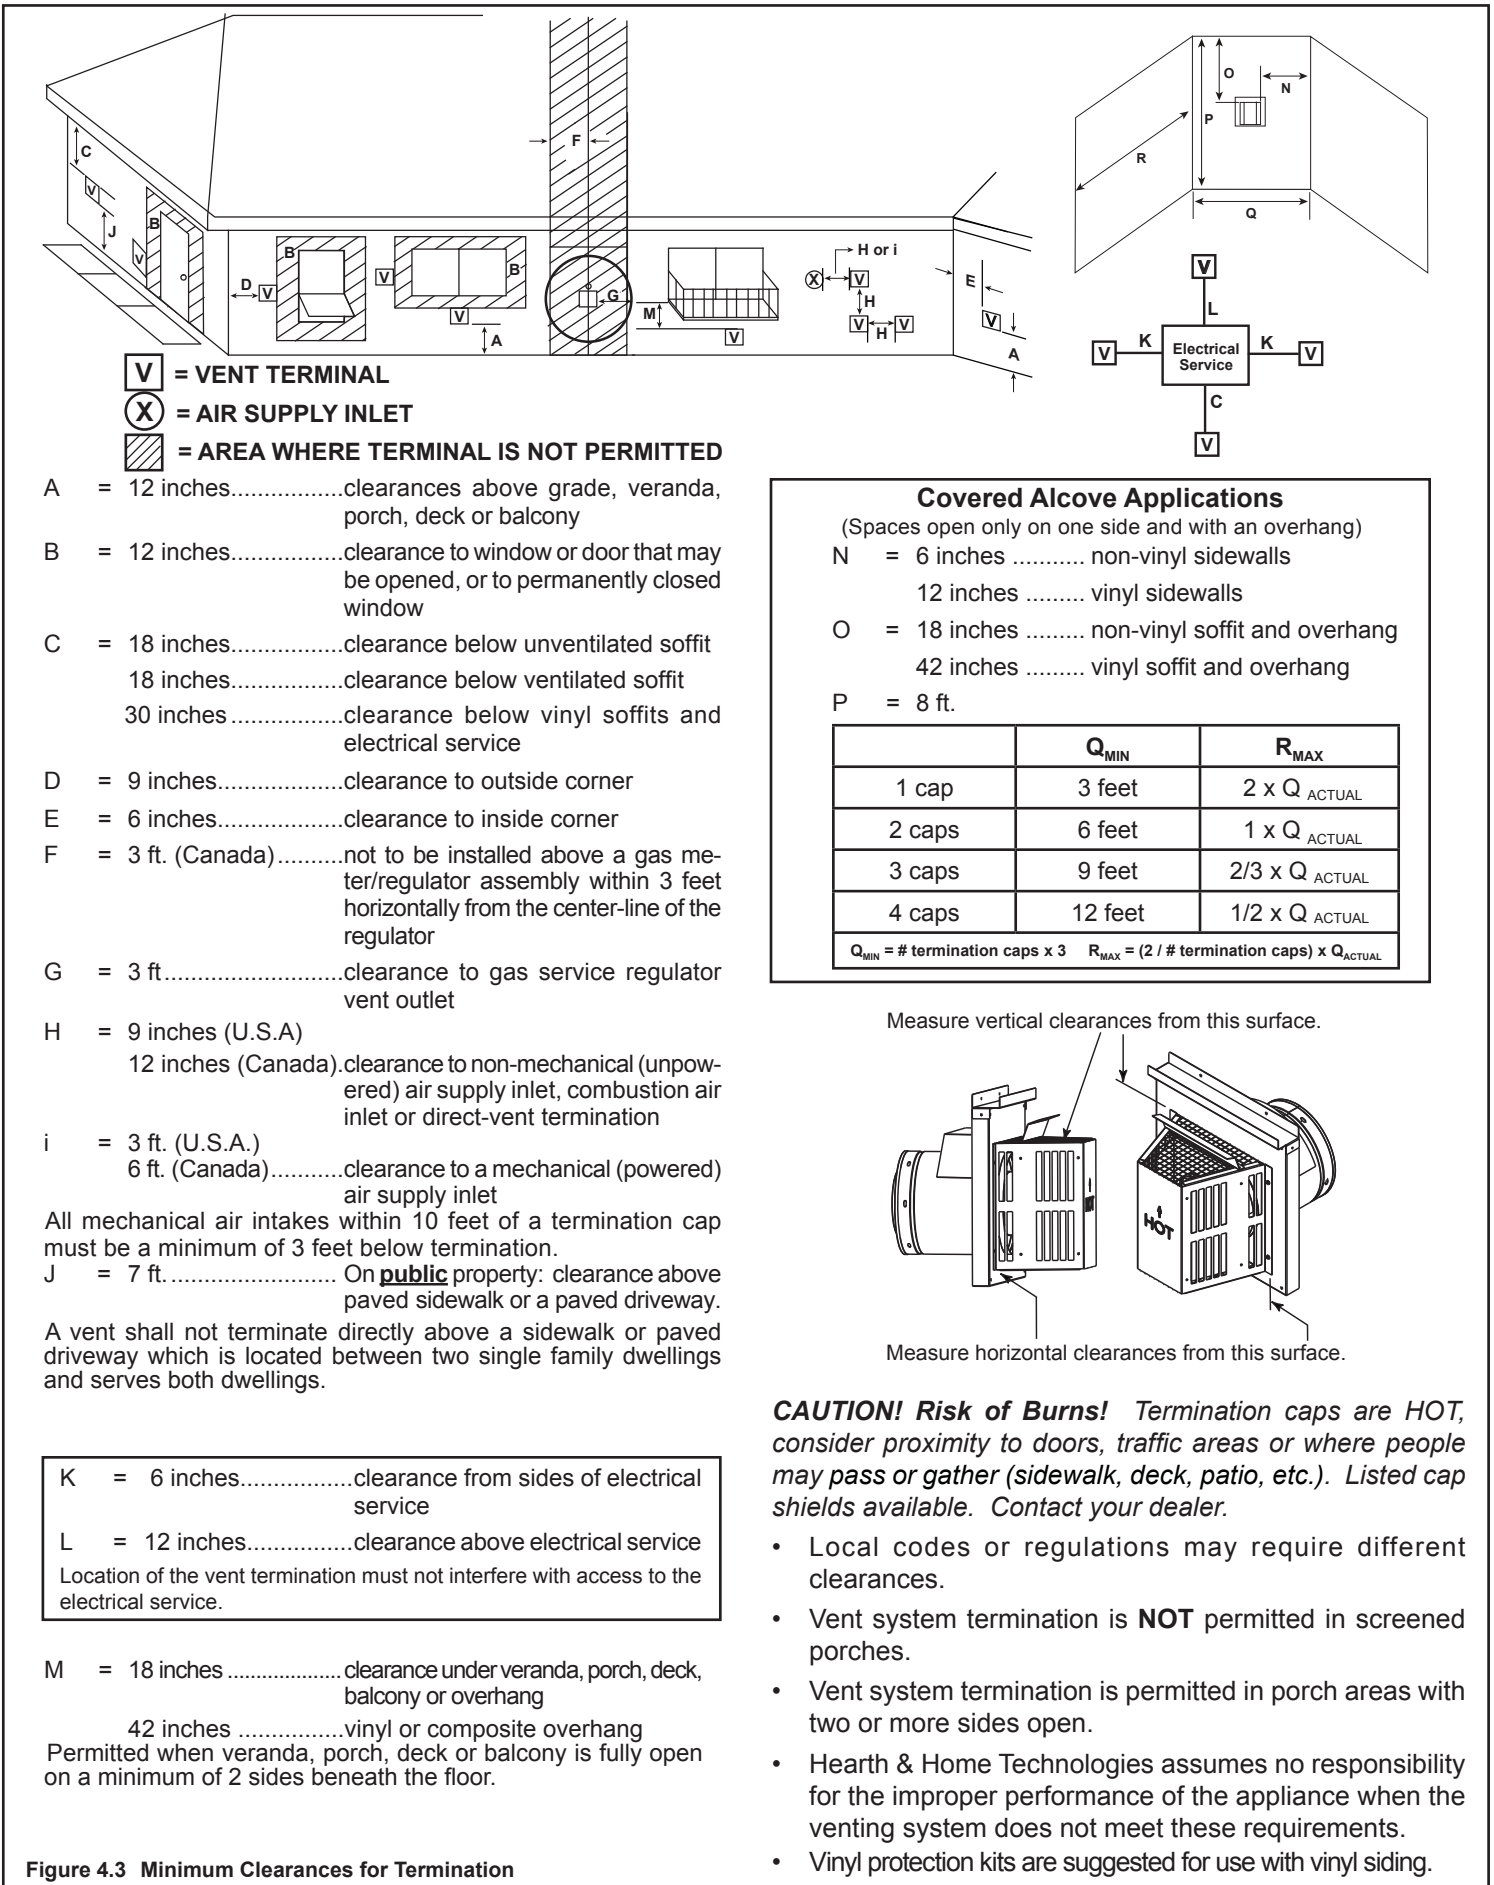 C
V
J
B
V
D
V
B
V
B
V
A
F
G
M
V
H or i
X
V
H
V
H
V
E
V
A
O
N
P
R
Q
V
L
V
K
Electrical
Service
K
V
C
V
V = VENT TERMINAL
X = AIR SUPPLY INLET
= AREA WHERE TERMINAL IS NOT PERMITTED
A = 12 inches.................clearances above grade, veranda,
porch, deck or balcony
B = 12 inches.................clearance to window or door that may
be opened, or to permanently closed
window
C = 18 inches.................clearance below unventilated soffit
18 inches.................clearance below ventilated soffit
30 inches .................clearance below vinyl soffits and
electrical service
D = 9 inches...................clearance to outside corner
E = 6 inches...................clearance to inside corner
F = 3 ft. (Canada)..........not to be installed above a gas me-
ter/regulator assembly within 3 feet
horizontally from the center-line of the
regulator
G = 3 ft...........................clearance to gas service regulator
vent outlet
H = 9 inches (U.S.A)
12 inches (Canada).clearance to non-mechanical (unpow-
ered) air supply inlet, combustion air
inlet or direct-vent termination
i = 3 ft. (U.S.A.)
6 ft. (Canada)...........clearance to a mechanical (powered)
air supply inlet
All mechanical air intakes within 10 feet of a termination cap
must be a minimum of 3 feet below termination.
J = 7 ft. ......................... On public property: clearance above
paved sidewalk or a paved driveway.
A vent shall not terminate directly above a sidewalk or paved
driveway which is located between two single family dwellings
and serves both dwellings.
K = 6 inches.................clearance from sides of electrical
service
L = 12 inches................clearance above electrical service
Location of the vent termination must not interfere with access to the
electrical service.
M = 18 inches .....................clearance under veranda, porch, deck,
balcony or overhang
42 inches ................vinyl or composite overhang
Permitted when veranda, porch, deck or balcony is fully open
on a minimum of 2 sides beneath the floor.
Figure 4.3 Minimum Clearances for Termination
Covered Alcove Applications
(Spaces open only on one side and with an overhang)
N = 6 inches ........... non-vinyl sidewalls
12 inches ......... vinyl sidewalls
O = 18 inches ......... non-vinyl soffit and overhang
42 inches ......... vinyl soffit and overhang
P = 8 ft.
QMIN RMAX
1 cap 3 feet 2 x Q ACTUAL
2 caps 6 feet 1 x Q ACTUAL
3 caps 9 feet 2/3 x Q ACTUAL
4 caps 12 feet 1/2 x Q ACTUAL
QMIN = # termination caps x 3 RMAX = (2 / # termination caps) x QACTUAL
Measure vertical clearances from this surface.
HOT
HOT
Measure horizontal clearances from this surface.
CAUTION! Risk of Burns! Termination caps are HOT,
consider proximity to doors, traffic areas or where people
may pass or gather (sidewalk, deck, patio, etc.). Listed cap
shields available. Contact your dealer.
• Local codes or regulations may require different
clearances.
• Vent system termination is NOT permitted in screened
porches.
• Vent system termination is permitted in porch areas with
two or more sides open.
• Hearth & Home Technologies assumes no responsibility
for the improper performance of the appliance when the
venting system does not meet these requirements.
• Vinyl protection kits are suggested for use with vinyl siding.